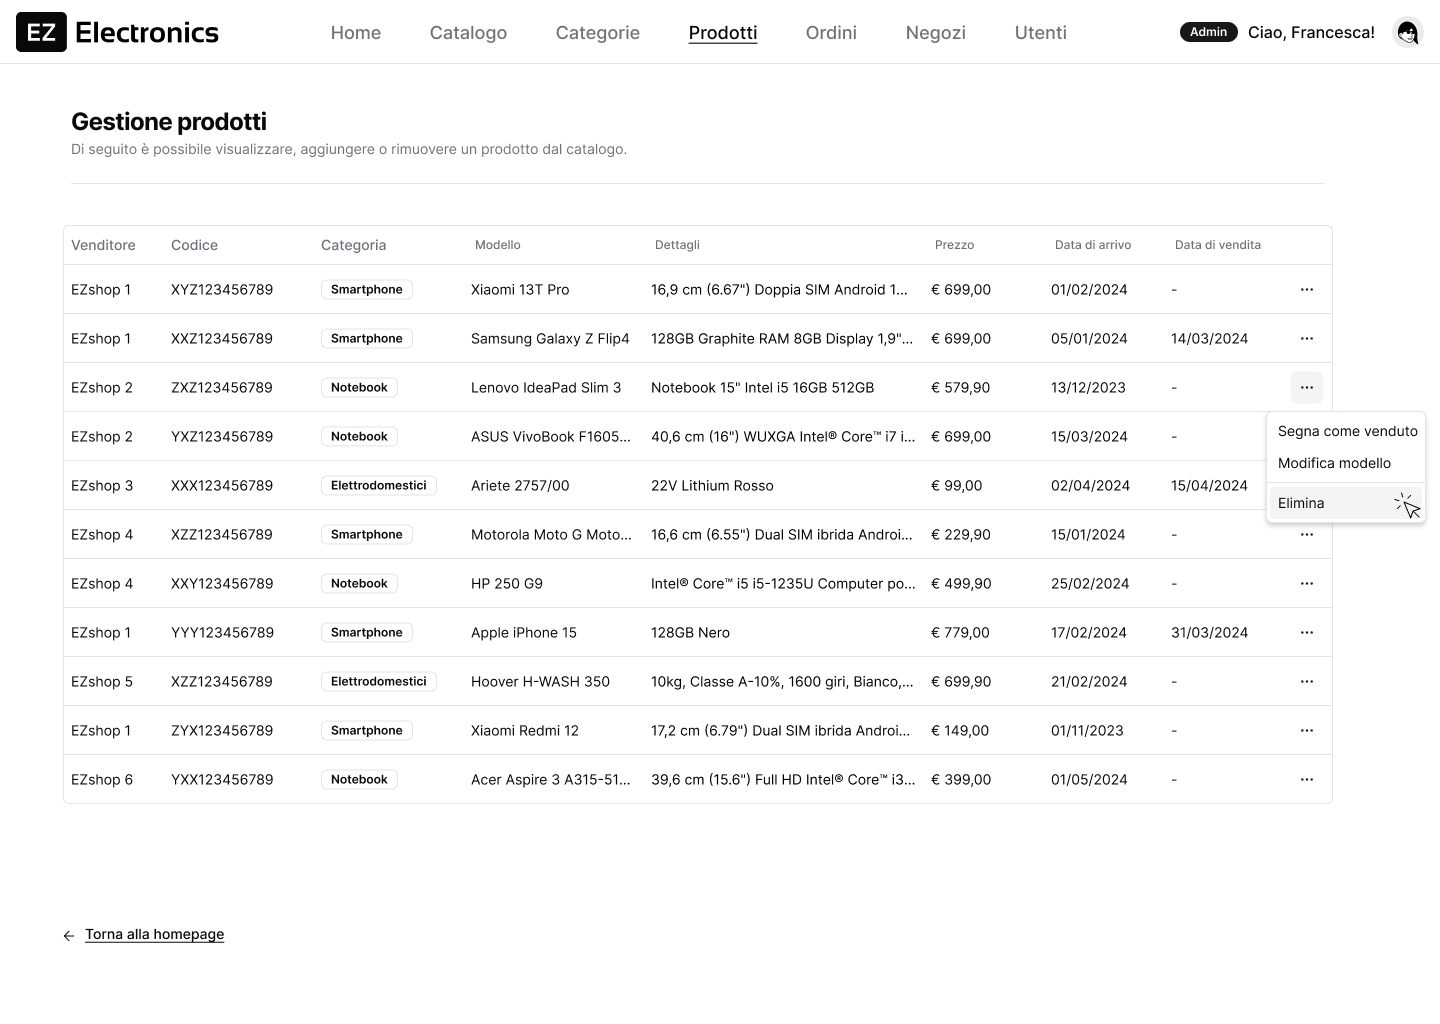 EZ Electronics Home Catalogo Categorie Prodotti Ordini Negozi Utenti Admin Ciao, Francesca!
Gestione prodotti
Di seguito è possibile visualizzare, aggiungere o rimuovere un prodotto dal catalogo.
Venditore Codice Categoria Modello Dettagli Prezzo Data di arrivo Data di vendita
EZshop 1 XYZ123456789 Smartphone Xiaomi 13T Pro 16,9 cm (6.67") Doppia SIM Android 1... € 699,00 01/02/2024 - ...
EZshop 1 XXZ123456789 Smartphone Samsung Galaxy Z Flip4 128GB Graphite RAM 8GB Display 1,9"... € 699,00 05/01/2024 14/03/2024 ...
EZshop 2 ZXZ123456789 Notebook Lenovo IdeaPad Slim 3 Notebook 15" Intel i5 16GB 512GB € 579,90 13/12/2023 - ...
EZshop 2 YXZ123456789 Notebook ASUS VivoBook F1605... 40,6 cm (16") WUXGA Intel® Core™ i7 i... € 699,00 15/03/2024 -
Segna come venduto
Modifica modello
Elimina
EZshop 3 XXX123456789 Elettrodomestici Ariete 2757/00 22V Lithium Rosso € 99,00 02/04/2024 15/04/2024
EZshop 4 XZZ123456789 Smartphone Motorola Moto G Moto... 16,6 cm (6.55") Dual SIM ibrida Androi... € 229,90 15/01/2024 - ...
EZshop 4 XXY123456789 Notebook HP 250 G9 Intel® Core™ i5 i5-1235U Computer po... € 499,90 25/02/2024 - ...
EZshop 1 YYY123456789 Smartphone Apple iPhone 15 128GB Nero € 779,00 17/02/2024 31/03/2024 ...
EZshop 5 XZZ123456789 Elettrodomestici Hoover H-WASH 350 10kg, Classe A-10%, 1600 giri, Bianco,... € 699,90 21/02/2024 - ...
EZshop 1 ZYX123456789 Smartphone Xiaomi Redmi 12 17,2 cm (6.79") Dual SIM ibrida Androi... € 149,00 01/11/2023 - ...
EZshop 6 YXX123456789 Notebook Acer Aspire 3 A315-51... 39,6 cm (15.6") Full HD Intel® Core™ i3... € 399,00 01/05/2024 - ...
← Torna alla homepage